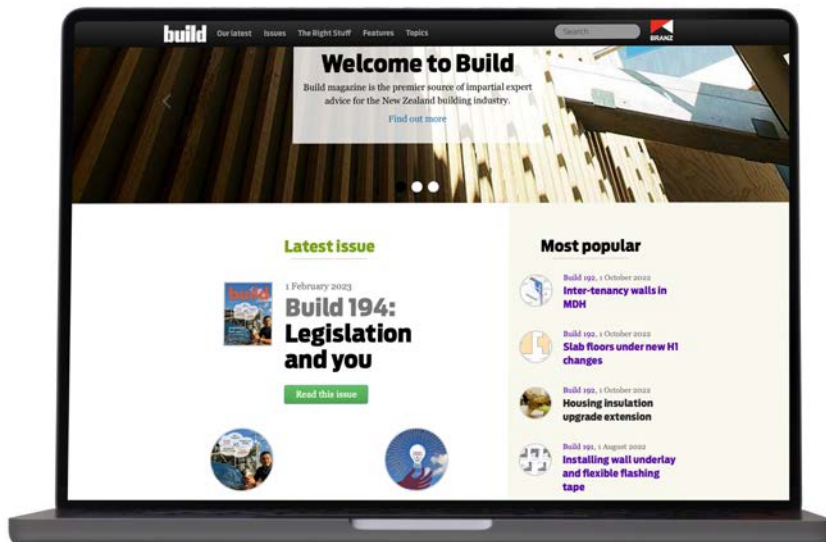 build Our latest Issues The Right Stuff Features Topics Search BRANZ
Welcome to Build
Build magazine is the premier source of impartial expert
advice for the New Zealand building industry.
Find out more
Latest issue
build
1 February 2023
Build 194:
Legislation
and you
Read this issue
Most popular
Build 192, 1 October 2022
Inter-tenancy walls in
MDH
Build 192, 1 October 2022
Slab floors under new H1
changes
Build 192, 1 October 2022
Housing insulation
upgrade extension
Build 191, 1 August 2022
Installing wall underlay
and flexible flashing
tape